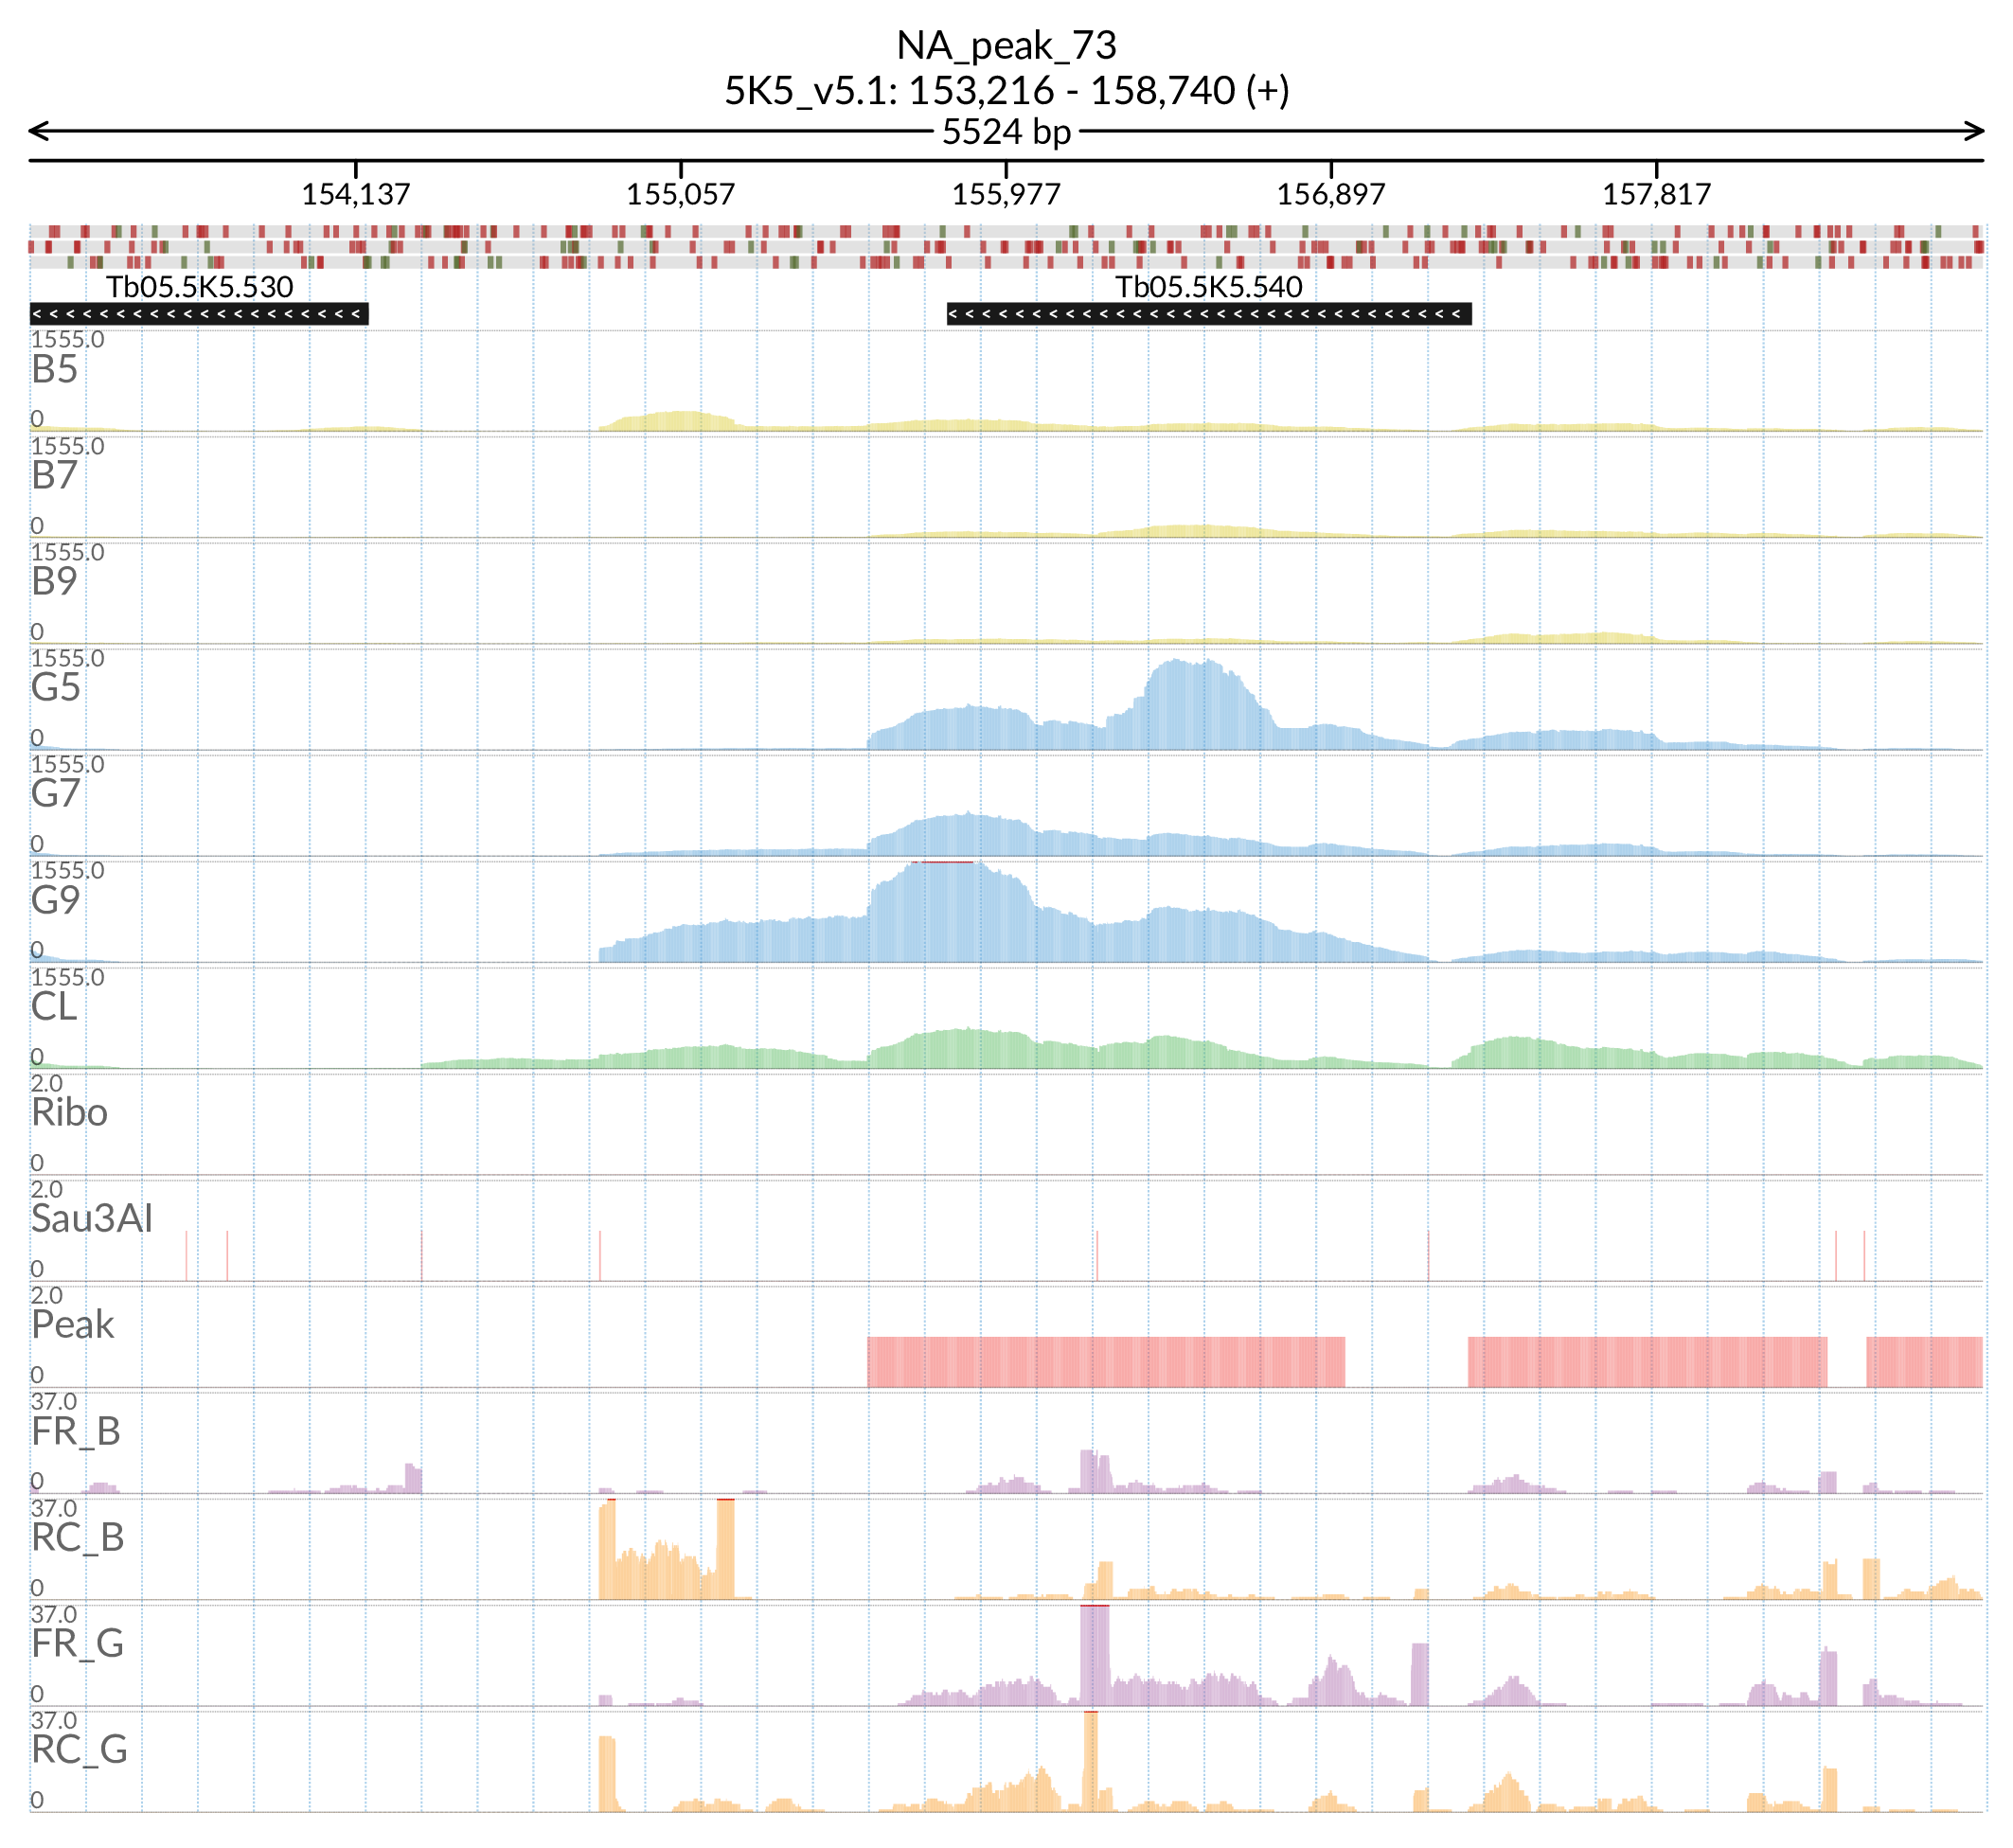 NA_peak_73
5K5_v5.1: 153,216 - 158,740 (+)
5524 bp
154,137 155,057 155,977 156,897 157,817
Tb05.5K5.530 Tb05.5K5.540
1555.0
B5
0
1555.0
B7
0
1555.0
B9
0
1555.0
G5
0
1555.0
G7
0
1555.0
G9
0
1555.0
CL
0
2.0
Ribo
0
2.0
Sau3AI
0
2.0
Peak
0
37.0
FR_B
0
37.0
RC_B
0
37.0
FR_G
0
37.0
RC_G
0